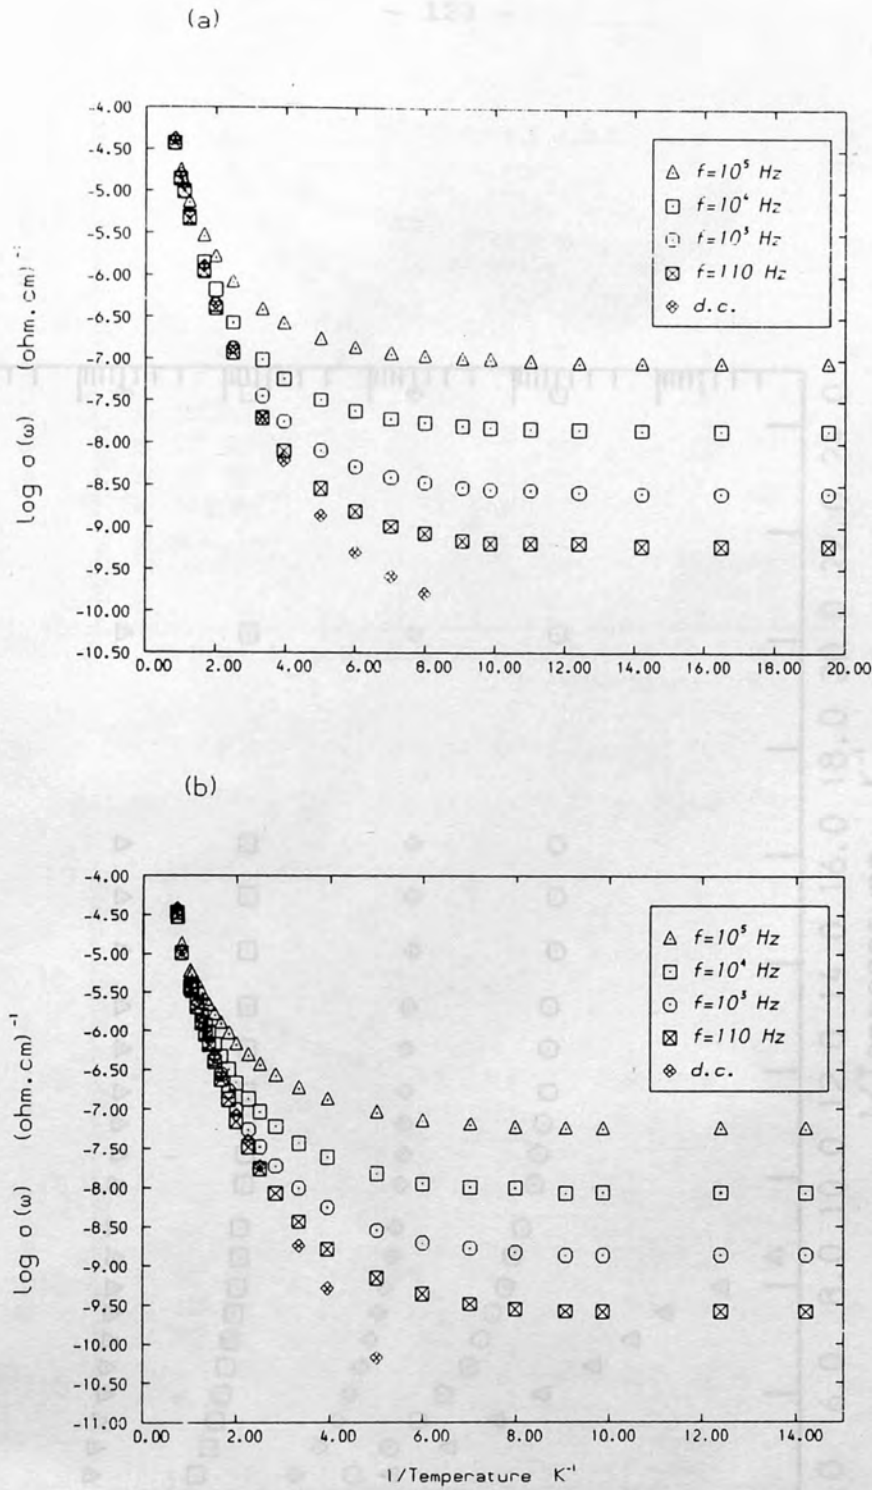 (a)
-4.00
-4.50
-5.00
-5.50
-6.00
-6.50
-7.00
-7.50
-8.00
-8.50
-9.00
-9.50
-10.00
-10.50
log σ(ω) (ohm.cm)⁻¹
△ f=10⁵ Hz
□ f=10⁴ Hz
○ f=10³ Hz
⊠ f=110 Hz
◇ d.c.
0.00 2.00 4.00 6.00 8.00 10.00 12.00 14.00 16.00 18.00 20.00
1/Temperature K⁻¹
(b)
-4.00
-4.50
-5.00
-5.50
-6.00
-6.50
-7.00
-7.50
-8.00
-8.50
-9.00
-9.50
-10.00
-10.50
-11.00
log σ(ω) (ohm.cm)⁻¹
△ f=10⁵ Hz
□ f=10⁴ Hz
○ f=10³ Hz
⊠ f=110 Hz
◇ d.c.
0.00 2.00 4.00 6.00 8.00 10.00 12.00 14.00
1/Temperature K⁻¹